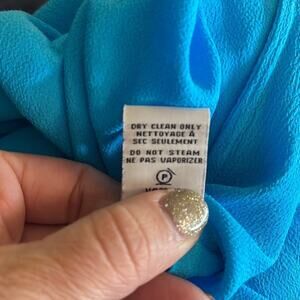 DRY CLEAN ONLY
NETTOYAGE À
SEC SEULEMENT
DO NOT STEAM
NE PAS VAPORIZER
P